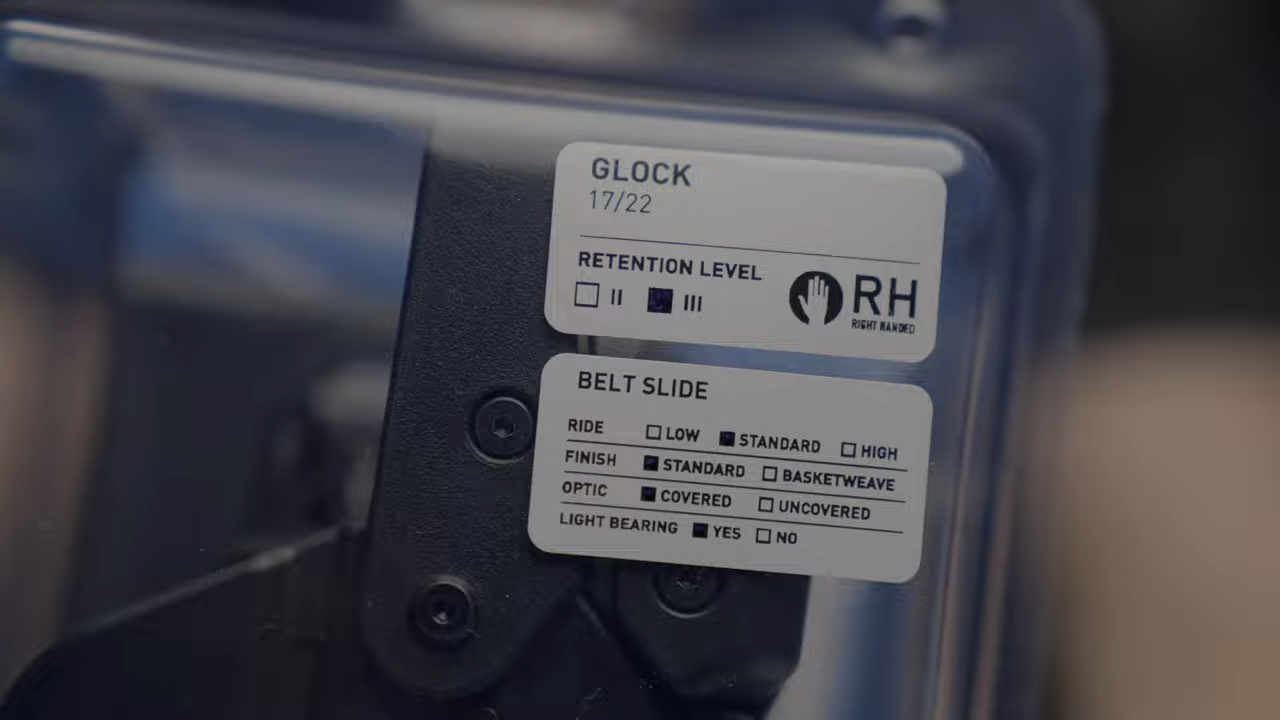 GLOCK
17/22
RETENTION LEVEL
II III
RH
RIGHT HANDED
BELT SLIDE
RIDE LOW STANDARD HIGH
FINISH STANDARD BASKETWEAVE
OPTIC COVERED UNCOVERED
LIGHT BEARING YES NO